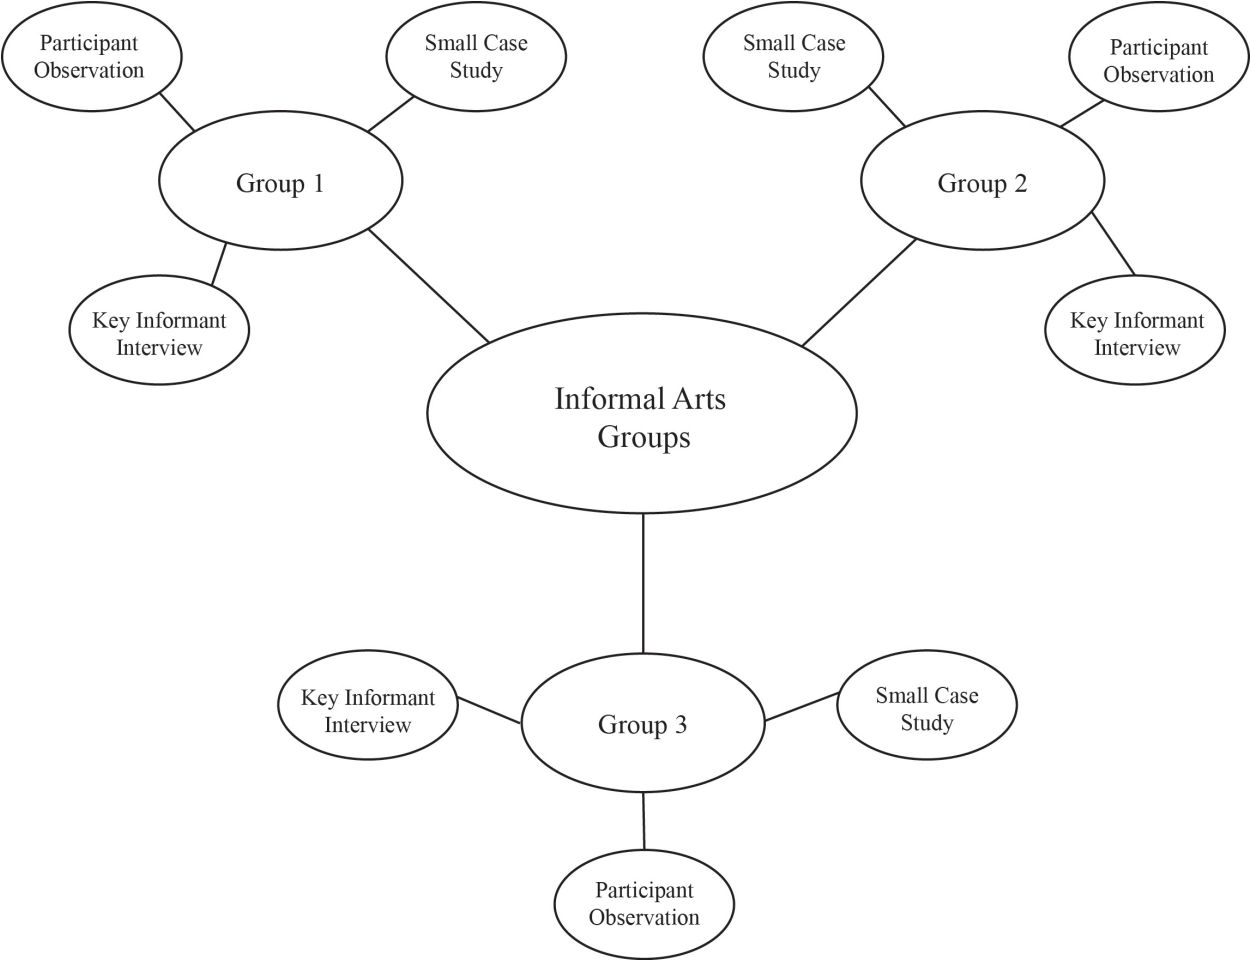 Participant
Observation
Small Case
Study
Small Case
Study
Participant
Observation
Group 1
Group 2
Key Informant
Interview
Key Informant
Interview
Informal Arts
Groups
Key Informant
Interview
Group 3
Small Case
Study
Participant
Observation